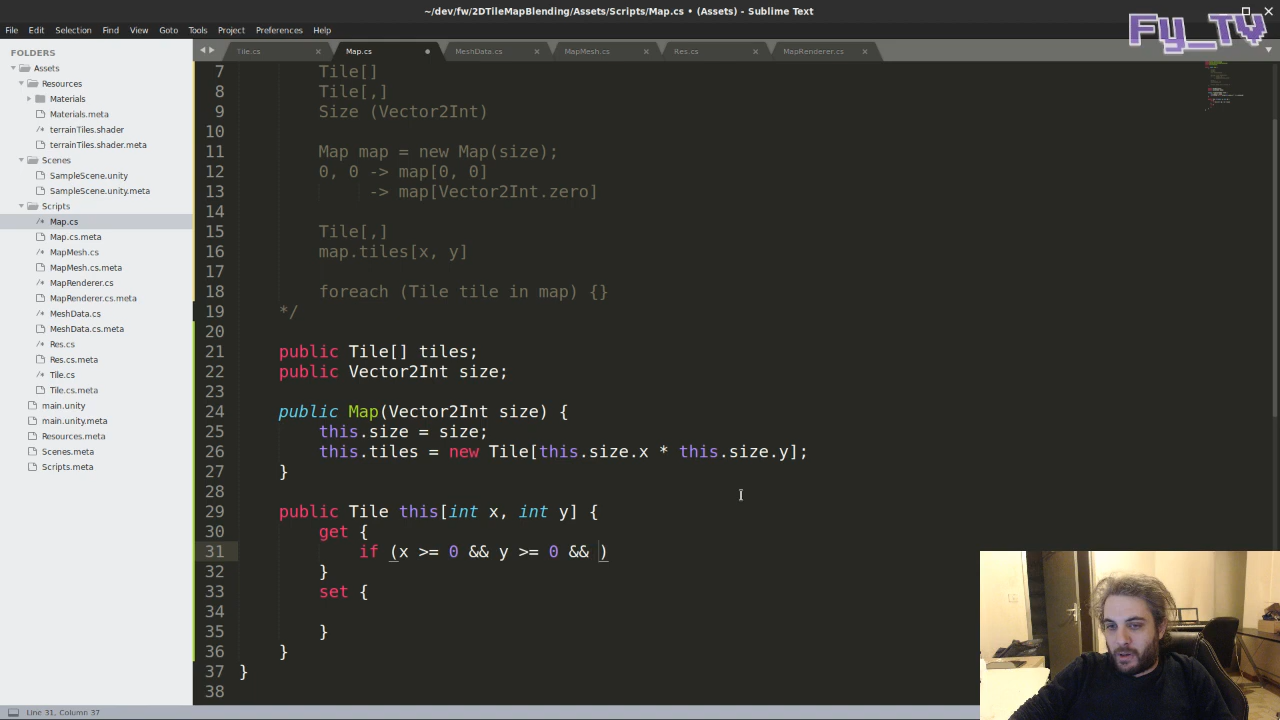 ~/dev/fw/2DTileMapBlending/Assets/Scripts/Map.cs • (Assets) - Sublime Text
Fy_TV
File Edit Selection Find View Goto Tools Project Preferences Help
FOLDERS
Assets
Resources
Materials
Materials.meta
terrainTiles.shader
terrainTiles.shader.meta
Scenes
SampleScene.unity
SampleScene.unity.meta
Scripts
Map.cs
Map.cs.meta
MapMesh.cs
MapMesh.cs.meta
MapRenderer.cs
MapRenderer.cs.meta
MeshData.cs
MeshData.cs.meta
Res.cs
Res.cs.meta
Tile.cs
Tile.cs.meta
main.unity
main.unity.meta
Resources.meta
Scenes.meta
Scripts.meta
Tile.cs Map.cs MeshData.cs MapMesh.cs Res.cs MapRenderer.cs
7 Tile[]
8 Tile[,]
9 Size (Vector2Int)
10
11 Map map = new Map(size);
12 0, 0 -> map[0, 0]
13 -> map[Vector2Int.zero]
14
15 Tile[,]
16 map.tiles[x, y]
17
18 foreach (Tile tile in map) {}
19 */
20
21 public Tile[] tiles;
22 public Vector2Int size;
23
24 public Map(Vector2Int size) {
25 this.size = size;
26 this.tiles = new Tile[this.size.x * this.size.y];
27 }
28
29 public Tile this[int x, int y] {
30 get {
31 if (x >= 0 && y >= 0 && )
32 }
33 set {
34
35 }
36 }
37 }
38
Line 31, Column 37